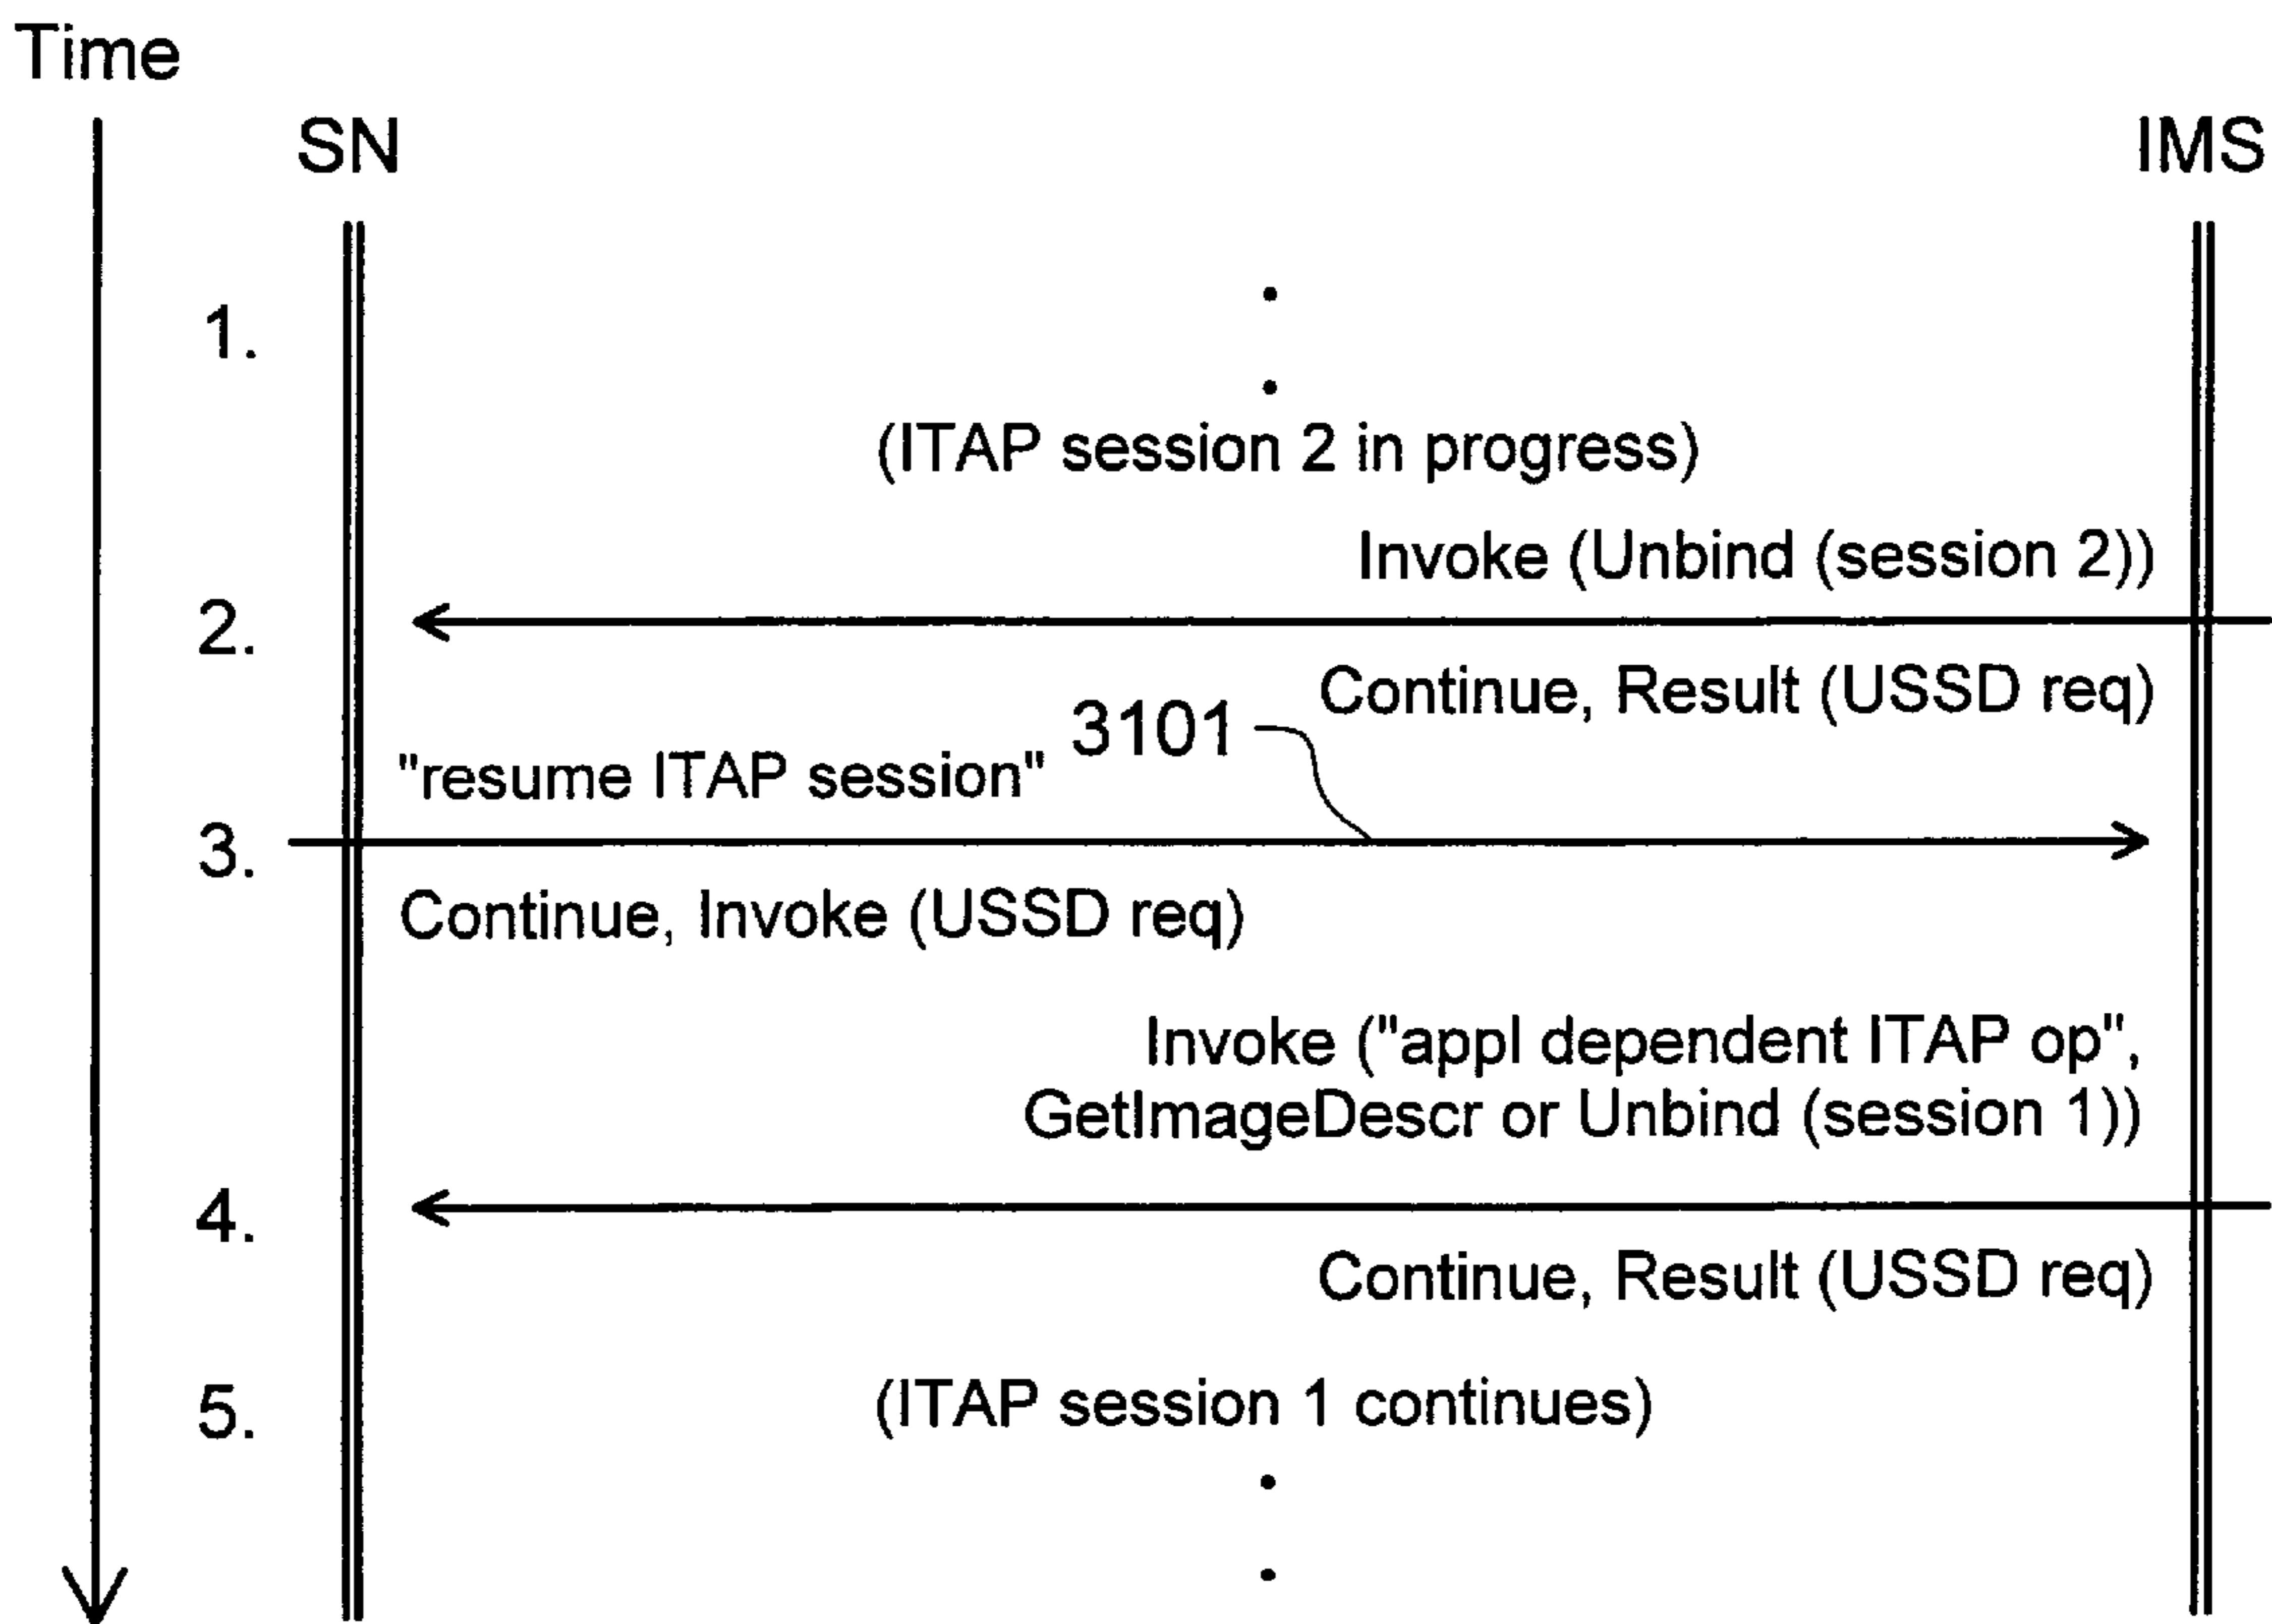 Time
SN
IMS
1.
(ITAP session 2 in progress)
Invoke (Unbind (session 2))
2.
Continue, Result (USSD req)
3101
"resume ITAP session"
3.
Continue, Invoke (USSD req)
Invoke ("appl dependent ITAP op",
GetImageDescr or Unbind (session 1))
4.
Continue, Result (USSD req)
5.
(ITAP session 1 continues)